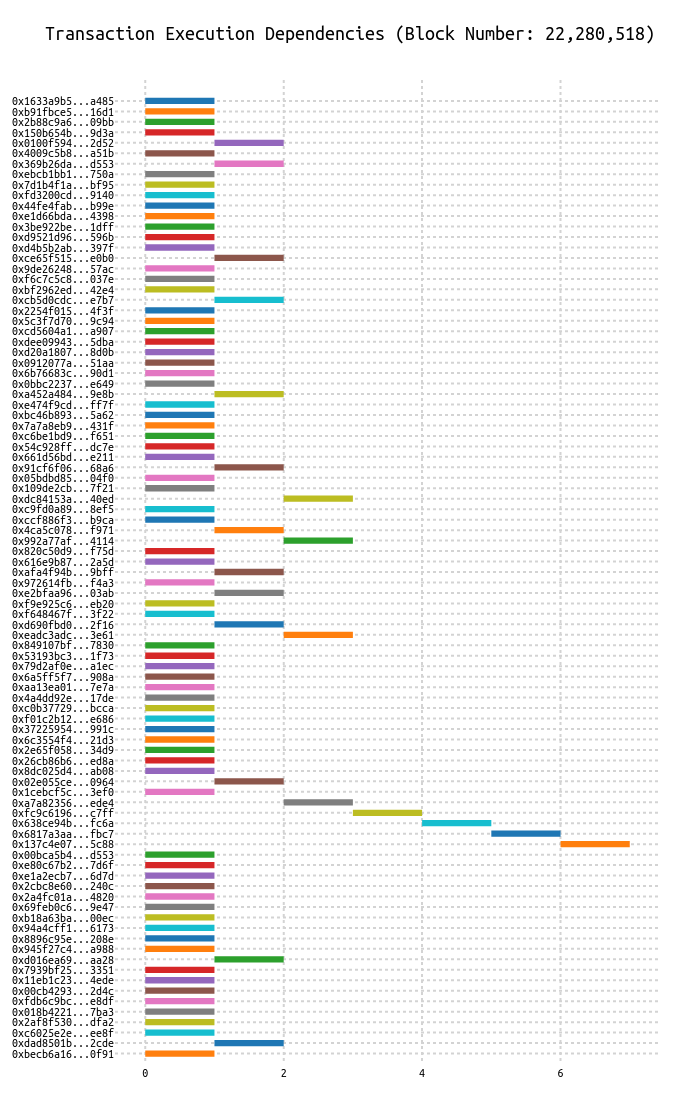 Transaction Execution Dependencies (Block Number: 22,280,518)
0x1633a9b5...a485
0xb91fbce5...16d1
0x2b88c9a6...09bb
0x150b654b...9d3a
0x0100f594...2d52
0x4009c5b8...a51b
0x369b26da...d553
0xebcb1bb1...750a
0x7d1b4f1a...bf95
0xfd3200cd...9140
0x44fe4fab...b99e
0xe1d66bda...4398
0x3be922be...1dff
0xd9521d96...596b
0xd4b5b2ab...397f
0xce65f515...e0b0
0x9de26248...57ac
0xf6c7c5c8...037e
0xbf2962ed...42e4
0xcb5d0cdc...e7b7
0x2254f015...4f3f
0x5c3f7d70...9c94
0xcd5604a1...a907
0xdee09943...5dba
0xd20a1807...8d0b
0x0912077a...51aa
0x6b76683c...90d1
0x0bbc2237...e649
0xa452a484...9e8b
0xe474f9cd...ff7f
0xbc46b893...5a62
0x7a7a8eb9...431f
0xc6be1bd9...f651
0x54c928ff...dc7e
0x661d56bd...e211
0x91cf6f06...68a6
0x05bdbd85...04f0
0x109de2cb...7f21
0xdc84153a...40ed
0xc9fd0a89...8ef5
0xccf886f3...b9ca
0x4ca5c078...f971
0x992a77af...4114
0x820c50d9...f75d
0x616e9b87...2a5d
0xafa4f94b...9bff
0x972614fb...f4a3
0xe2bfaa96...03ab
0xf9e925c6...eb20
0xf648467f...3f22
0xd690fbd0...2f16
0xeadc3adc...3e61
0x849107bf...7830
0x53193bc3...1f73
0x79d2af0e...a1ec
0x6a5ff5f7...908a
0xaa13ea01...7e7a
0x4a4dd92e...17de
0xc0b37729...bcca
0xf01c2b12...e686
0x37225954...991c
0x6c3554f4...21d3
0x2e65f058...34d9
0x26cb86b6...ed8a
0x8dc025d4...ab08
0x02e055ce...0964
0x1cebcf5c...3ef0
0xa7a82356...ede4
0xfc9c6196...c7ff
0x638ce94b...fc6a
0x6817a3aa...fbc7
0x137c4e07...5c88
0x00bca5b4...d553
0xe80c67b2...7d6f
0xe1a2ecb7...6d7d
0x2cbc8e60...240c
0x2a4fc01a...4820
0x69feb0c6...9e47
0xb18a63ba...00ec
0x94a4cff1...6173
0x8896c95e...208e
0x945f27c4...a988
0xd016ea69...aa28
0x7939bf25...3351
0x11eb1c23...4ede
0x00cb4293...2d4c
0xfdb6c9bc...e8df
0x018b4221...7ba3
0x2af8f530...dfa2
0xc6025e2e...ee8f
0xdad8501b...2cde
0xbecb6a16...0f91
0 2 4 6